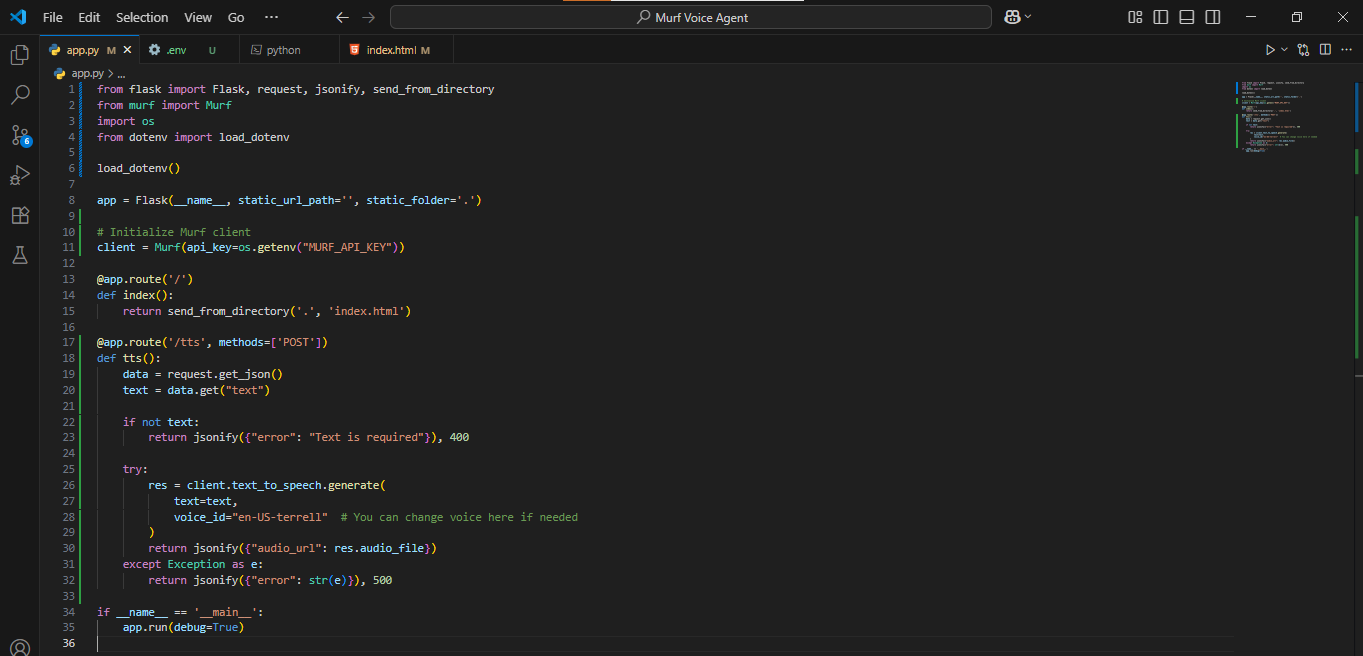 File Edit Selection View Go ... Murf Voice Agent
app.py M .env U python index.html M
app.py > ...
1 from flask import Flask, request, jsonify, send_from_directory
2 from murf import Murf
3 import os
4 from dotenv import load_dotenv
5
6 load_dotenv()
7
8 app = Flask(__name__, static_url_path='', static_folder='.')
9
10 # Initialize Murf client
11 client = Murf(api_key=os.getenv("MURF_API_KEY"))
12
13 @app.route('/')
14 def index():
15     return send_from_directory('.', 'index.html')
16
17 @app.route('/tts', methods=['POST'])
18 def tts():
19     data = request.get_json()
20     text = data.get("text")
21
22     if not text:
23         return jsonify({"error": "Text is required"}), 400
24
25     try:
26         res = client.text_to_speech.generate(
27             text=text,
28             voice_id="en-US-terrell"  # You can change voice here if needed
29         )
30         return jsonify({"audio_url": res.audio_file})
31     except Exception as e:
32         return jsonify({"error": str(e)}), 500
33
34 if __name__ == '__main__':
35     app.run(debug=True)
36
6